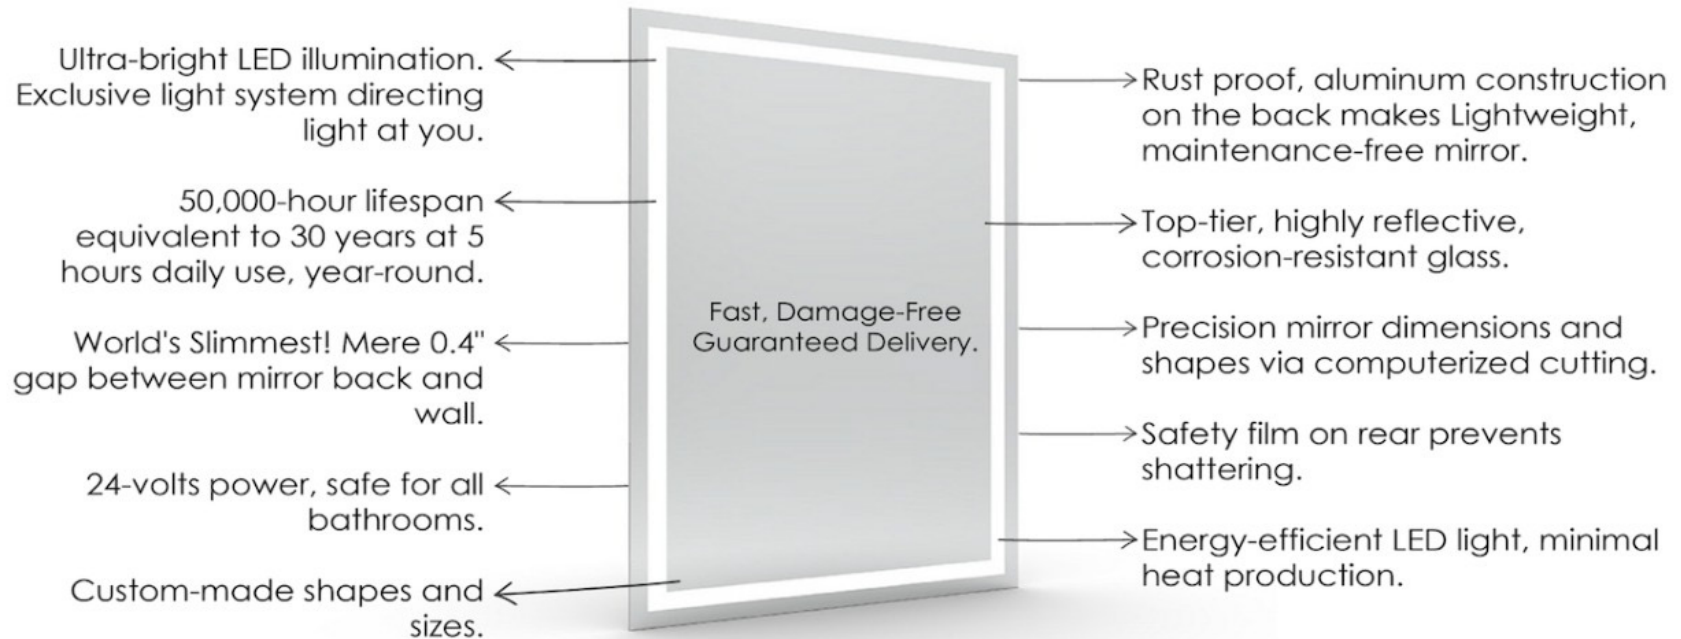 Ultra-bright LED illumination.
Exclusive light system directing
light at you.
50,000-hour lifespan
equivalent to 30 years at 5
hours daily use, year-round.
World's Slimmest! Mere 0.4"
gap between mirror back and
wall.
24-volts power, safe for all
bathrooms.
Custom-made shapes and
sizes.
Fast, Damage-Free
Guaranteed Delivery.
Rust proof, aluminum construction
on the back makes Lightweight,
maintenance-free mirror.
Top-tier, highly reflective,
corrosion-resistant glass.
Precision mirror dimensions and
shapes via computerized cutting.
Safety film on rear prevents
shattering.
Energy-efficient LED light, minimal
heat production.